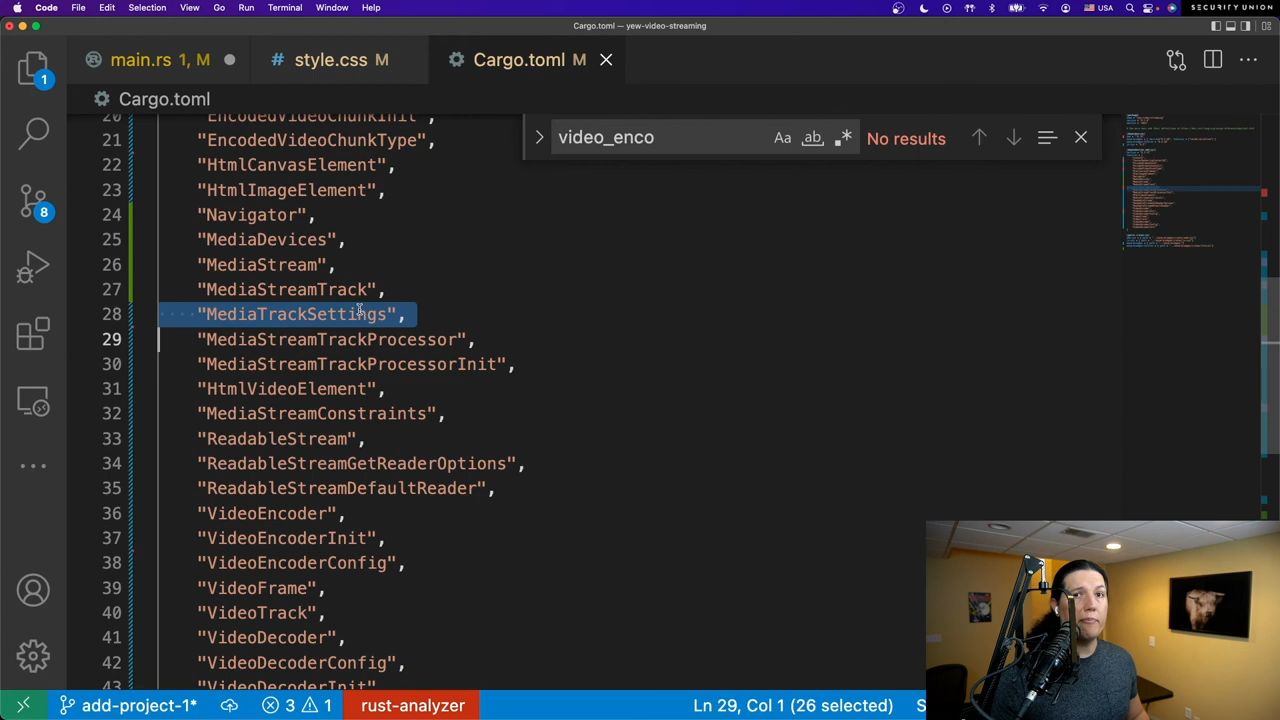 Code File Edit Selection View Go Run Terminal Window Help USA SECURITY UNION
Cargo.toml — yew-video-streaming
main.rs 1, M style.css M Cargo.toml M
Cargo.toml
video_enco Aa ab No results
20 "EncodedVideoChunkInit",
21 "EncodedVideoChunkType",
22 "HtmlCanvasElement",
23 "HtmlImageElement",
24 "Navigator",
25 "MediaDevices",
26 "MediaStream",
27 "MediaStreamTrack",
28 "MediaTrackSettings",
29 "MediaStreamTrackProcessor",
30 "MediaStreamTrackProcessorInit",
31 "HtmlVideoElement",
32 "MediaStreamConstraints",
33 "ReadableStream",
34 "ReadableStreamGetReaderOptions",
35 "ReadableStreamDefaultReader",
36 "VideoEncoder",
37 "VideoEncoderInit",
38 "VideoEncoderConfig",
39 "VideoFrame",
40 "VideoTrack",
41 "VideoDecoder",
42 "VideoDecoderConfig",
43 "VideoDecoderInit",
1
8
add-project-1* 3 1 rust-analyzer Ln 29, Col 1 (26 selected)